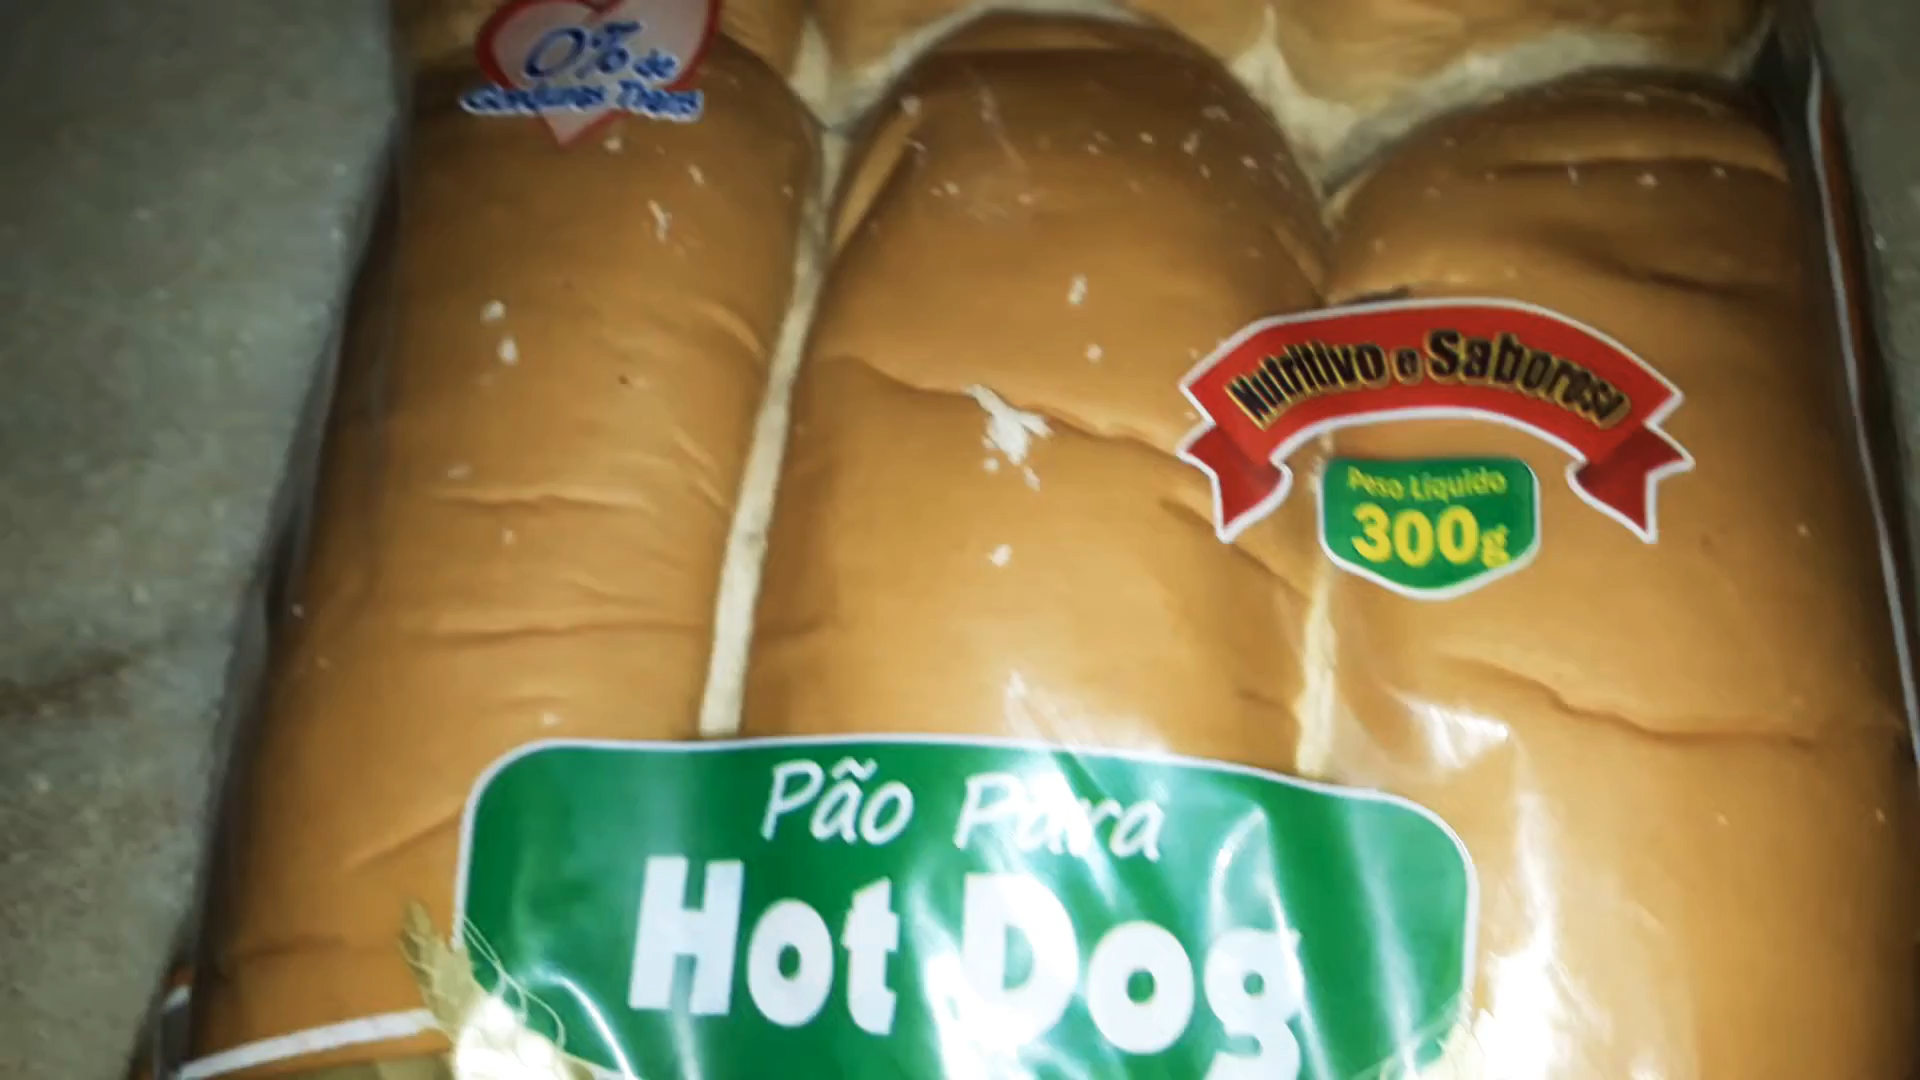 0% de
Gorduras Trans
Nutritivo e Saboroso
Peso Líquido
300g
Pão Para
Hot Dog